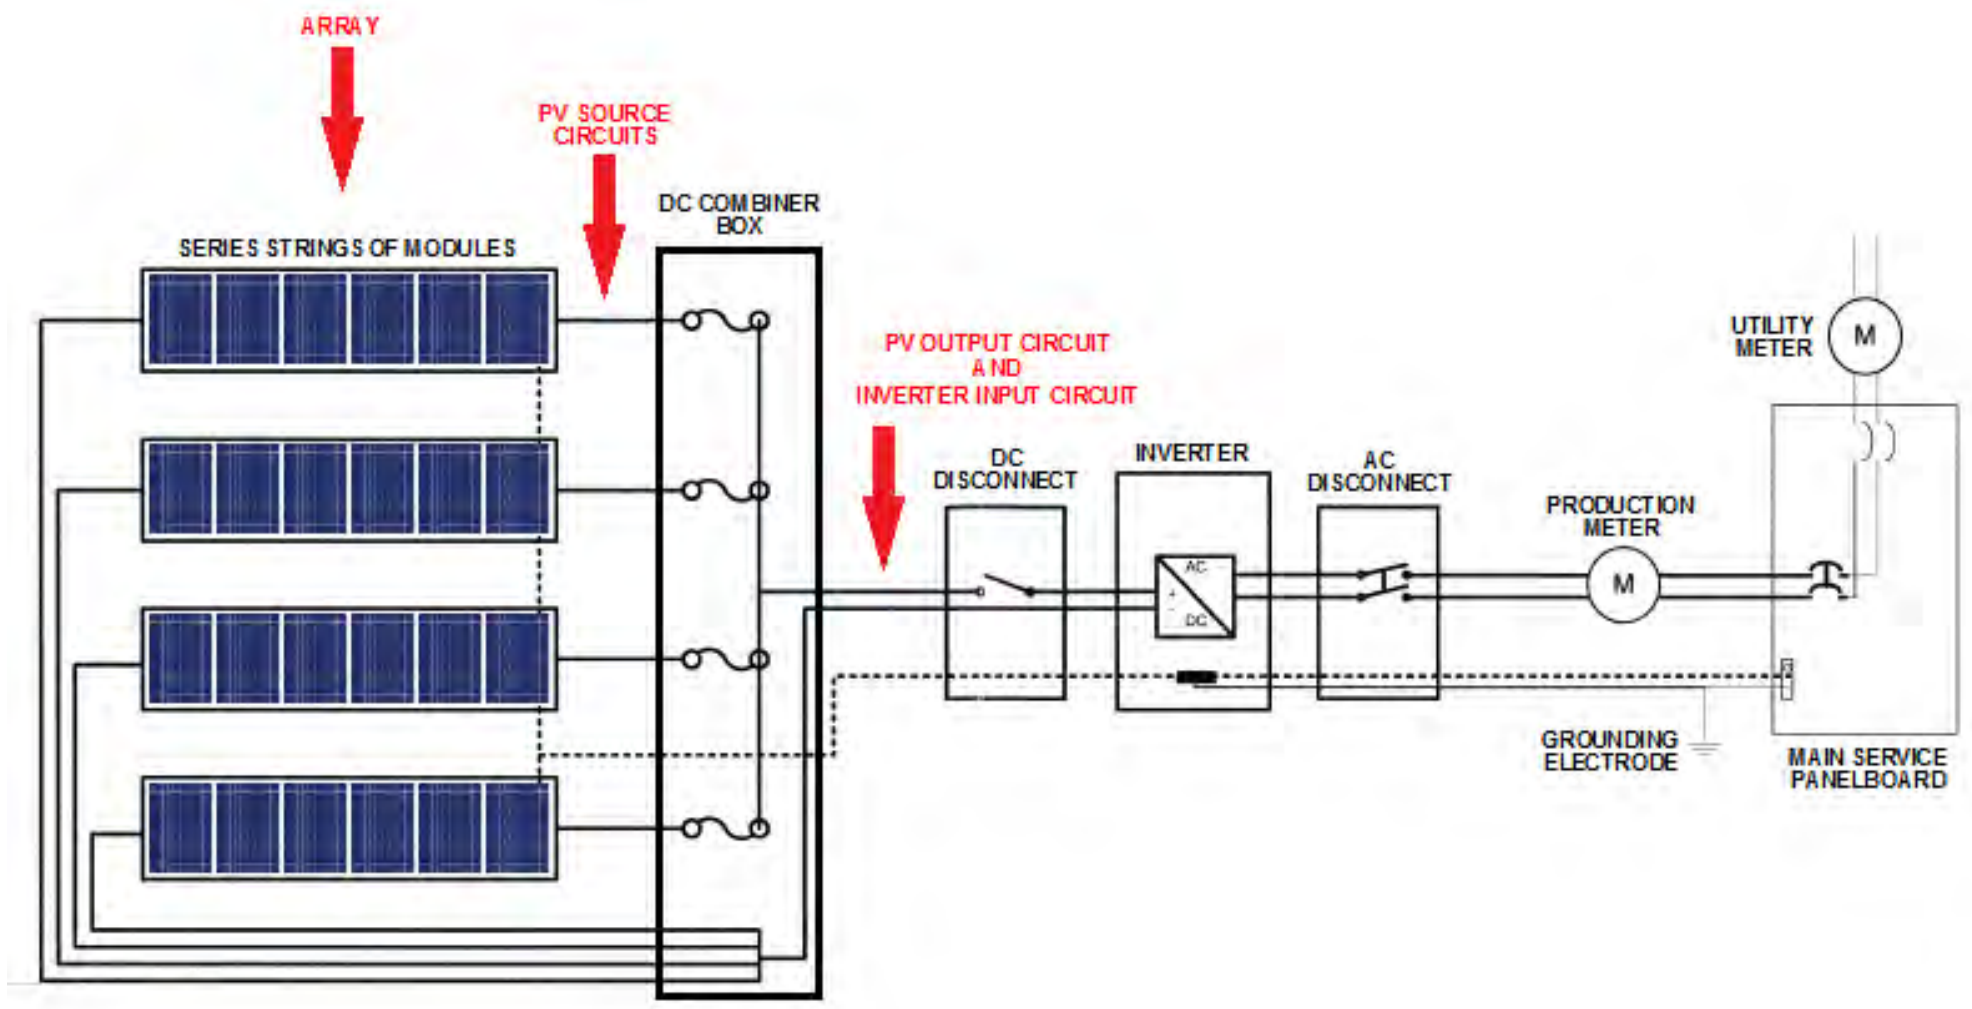 ARRAY
PV SOURCE
CIRCUITS
DC COMBINER
BOX
SERIES STRINGS OF MODULES
PV OUTPUT CIRCUIT
AND
INVERTER INPUT CIRCUIT
DC
DISCONNECT
INVERTER
AC
DISCONNECT
PRODUCTION
METER
UTILITY
METER
M
AC
+
-
DC
M
GROUNDING
ELECTRODE
MAIN SERVICE
PANELBOARD